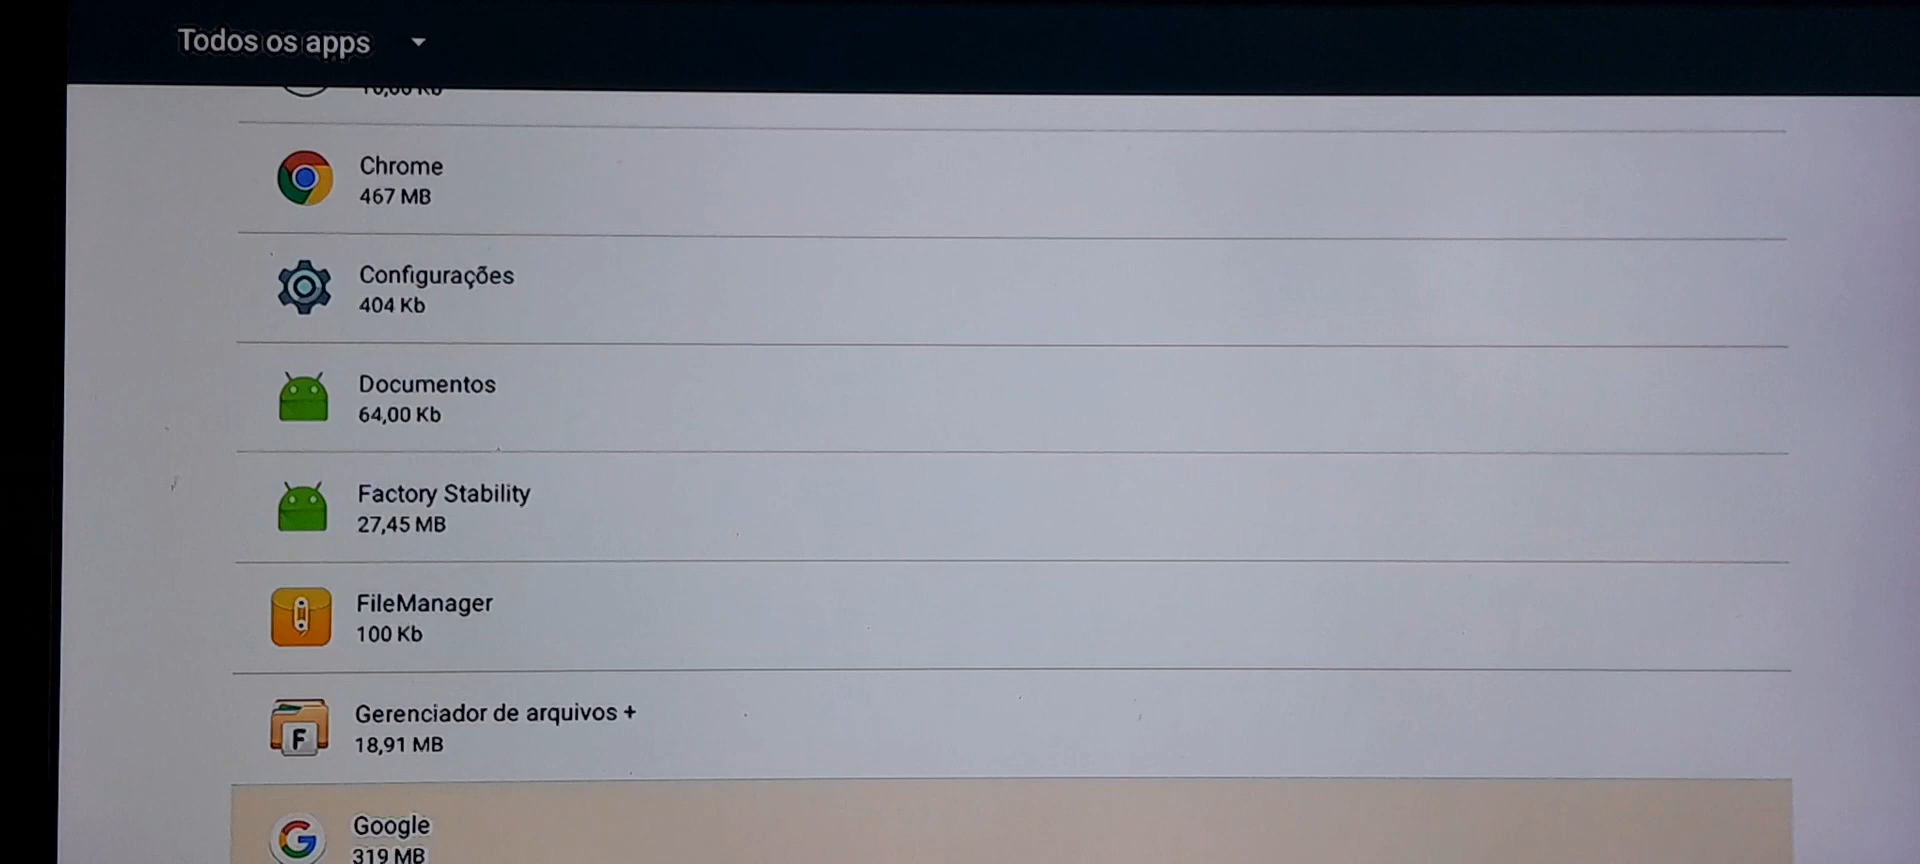 Todos os apps
Chrome
467 MB
Configurações
404 Kb
Documentos
64,00 Kb
Factory Stability
27,45 MB
FileManager
100 Kb
Gerenciador de arquivos +
F
18,91 MB
Google
319 MB